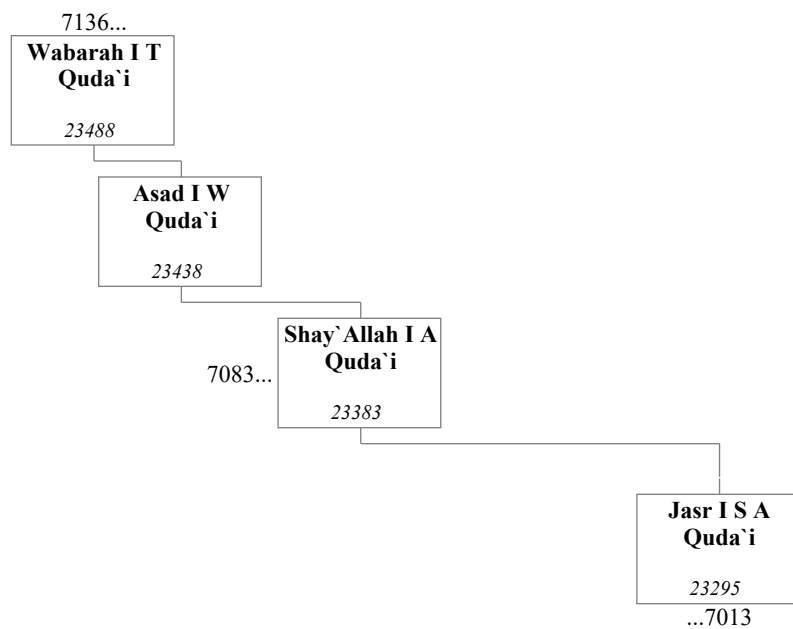 7136...
Wabarah I T
Quda`i
23488
Asad I W
Quda`i
23438
Shay`Allah I A
Quda`i
7083...
23383
Jasr I S A
Quda`i
23295
...7013